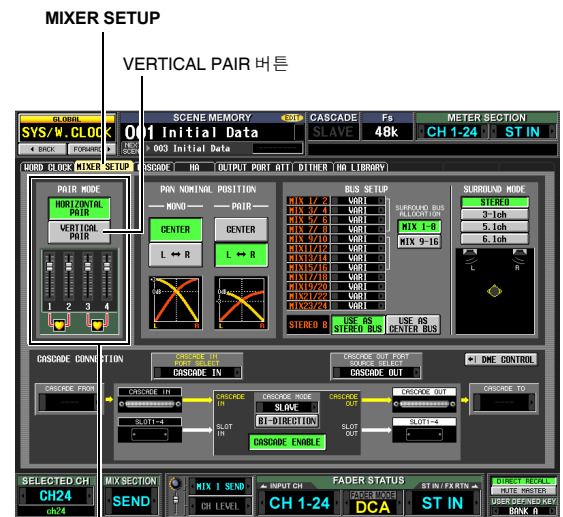 MIXER SETUP
VERTICAL PAIR 버튼
GLOBAL
SYS/W.CLOCK
BACK FORWARD
SCENE MEMORY EDIT
001 Initial Data
NEXT SCENE 003 Initial Data
CASCADE Fs
SLAVE 48k
METER SECTION
CH 1-24 ST IN
WORD CLOCK MIXER SETUP CASCADE HA OUTPUT PORT ATT DITHER HA LIBRARY
PAIR MODE
HORIZONTAL PAIR
VERTICAL PAIR
1 2 3 4
PAN NOMINAL POSITION
MONO PAIR
CENTER CENTER
L ↔ R L ↔ R
0dB
L R L R
BUS SETUP
MIX 1/ 2 VARI
MIX 3/ 4 VARI
MIX 5/ 6 VARI
MIX 7/ 8 VARI
MIX 9/10 VARI
MIX11/12 VARI
MIX13/14 VARI
MIX15/16 VARI
MIX17/18 VARI
MIX19/20 VARI
MIX21/22 VARI
MIX23/24 VARI
SURROUND BUS ALLOCATION
MIX 1-8
MIX 9-16
STEREO B USE AS STEREO BUS USE AS CENTER BUS
SURROUND MODE
STEREO
3-1ch
5.1ch
6.1ch
L R
CASCADE CONNECTION
CASCADE IN PORT SELECT
CASCADE IN
CASCADE OUT PORT SOURCE SELECT
CASCADE OUT
DME CONTROL
CASCADE FROM
CASCADE IN
SLOT1-4
CASCADE IN
SLOT IN
CASCADE MODE
SLAVE
BI-DIRECTION
CASCADE ENABLE
CASCADE OUT
SLOT OUT
CASCADE OUT
SLOT1-4
CASCADE TO
SELECTED CH
CH24
ch24
MIX SECTION
SEND
MIX 1 SEND
CH LEVEL
FADER STATUS
INPUT CH
CH 1-24
FADER MODE
DCA
ST IN / FX RTN
ST IN
DIRECT RECALL
MUTE MASTER
USER DEFINED KEY
BANK A